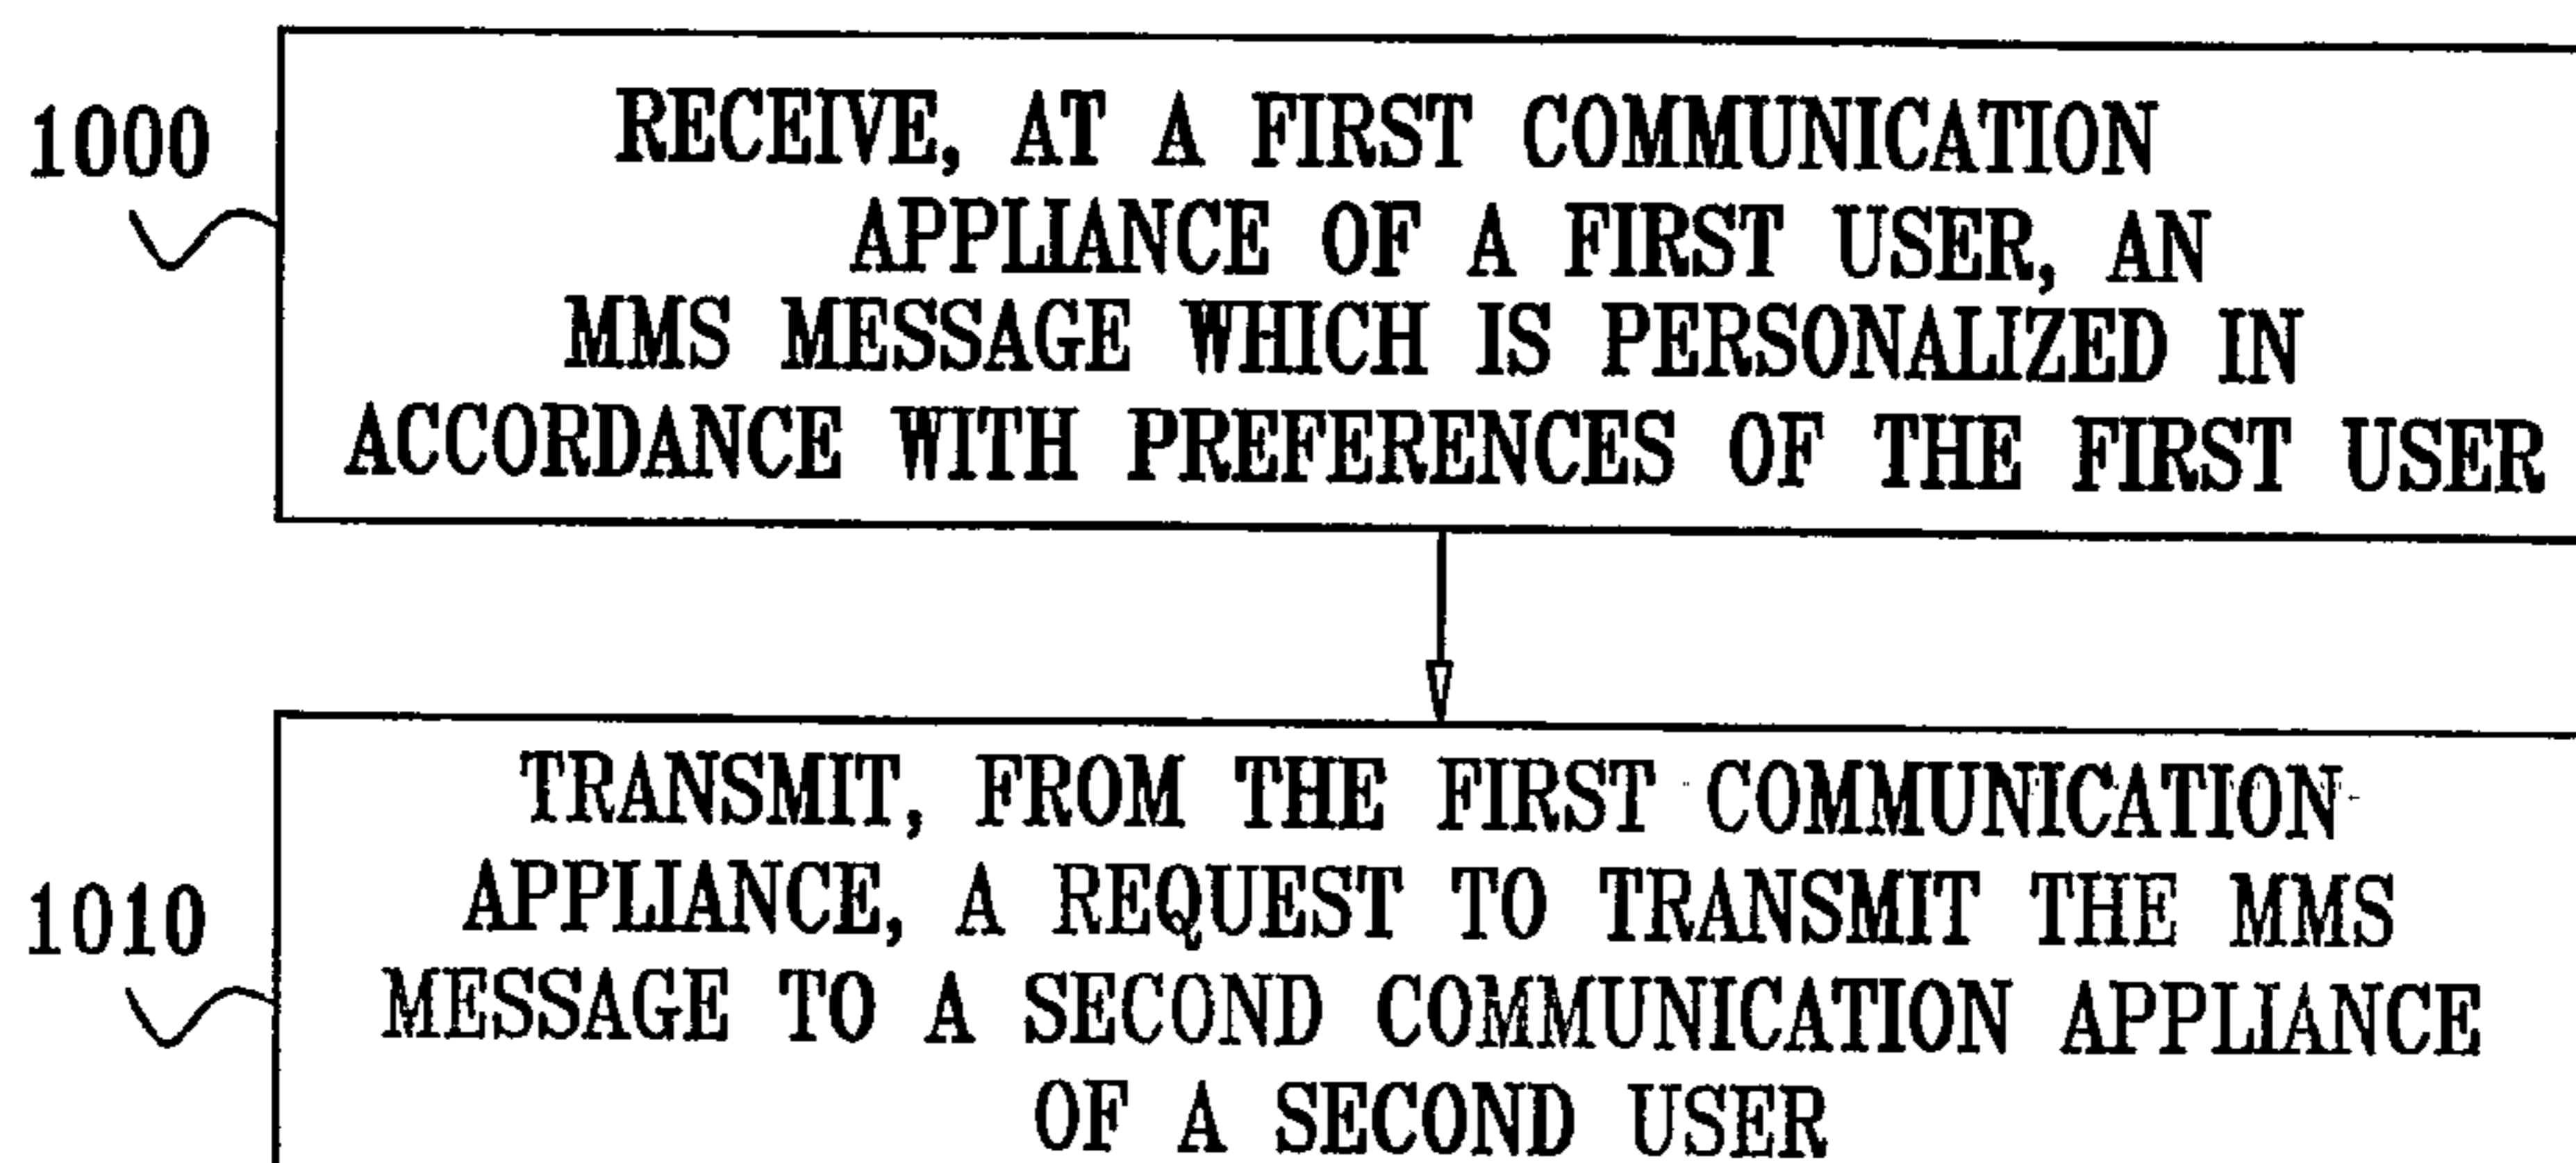 1000
RECEIVE, AT A FIRST COMMUNICATION
APPLIANCE OF A FIRST USER, AN
MMS MESSAGE WHICH IS PERSONALIZED IN
ACCORDANCE WITH PREFERENCES OF THE FIRST USER
TRANSMIT, FROM THE FIRST COMMUNICATION
1010
APPLIANCE, A REQUEST TO TRANSMIT THE MMS
MESSAGE TO A SECOND COMMUNICATION APPLIANCE
OF A SECOND USER